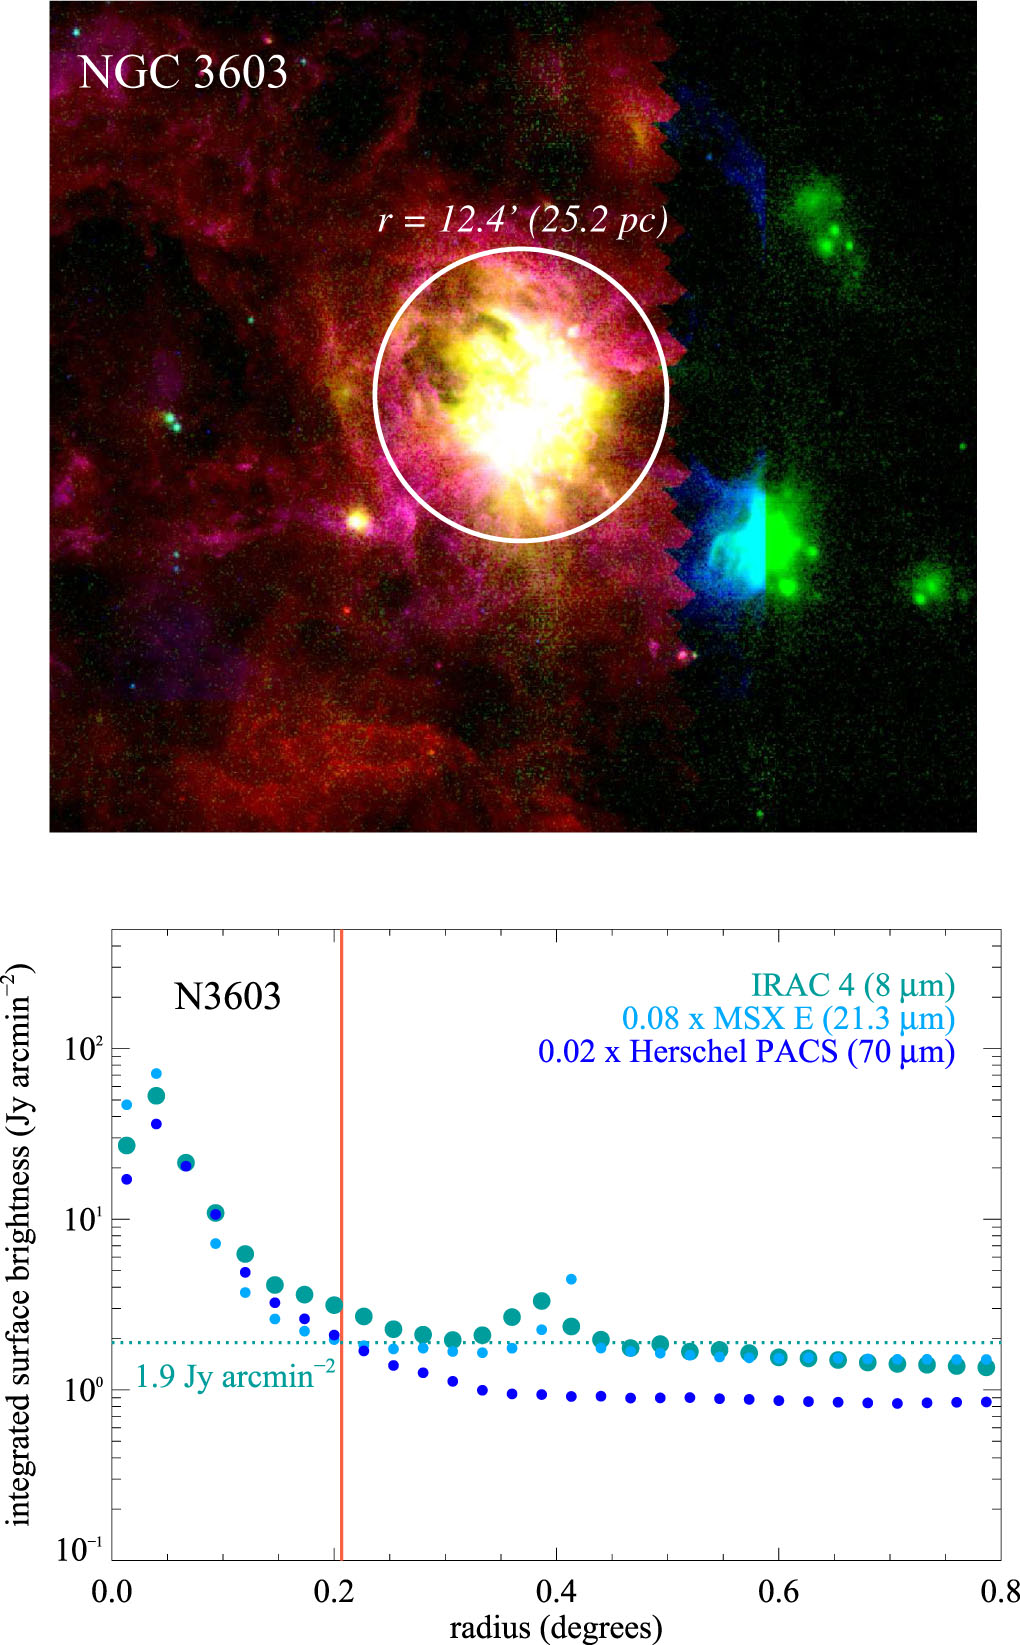 NGC 3603
r = 12.4’ (25.2 pc)
N3603
IRAC 4 (8 μm)
0.08 x MSX E (21.3 μm)
0.02 x Herschel PACS (70 μm)
integrated surface brightness (Jy arcmin⁻²)
10²
10¹
10⁰
10⁻¹
1.9 Jy arcmin⁻²
0.0 0.2 0.4 0.6 0.8
radius (degrees)